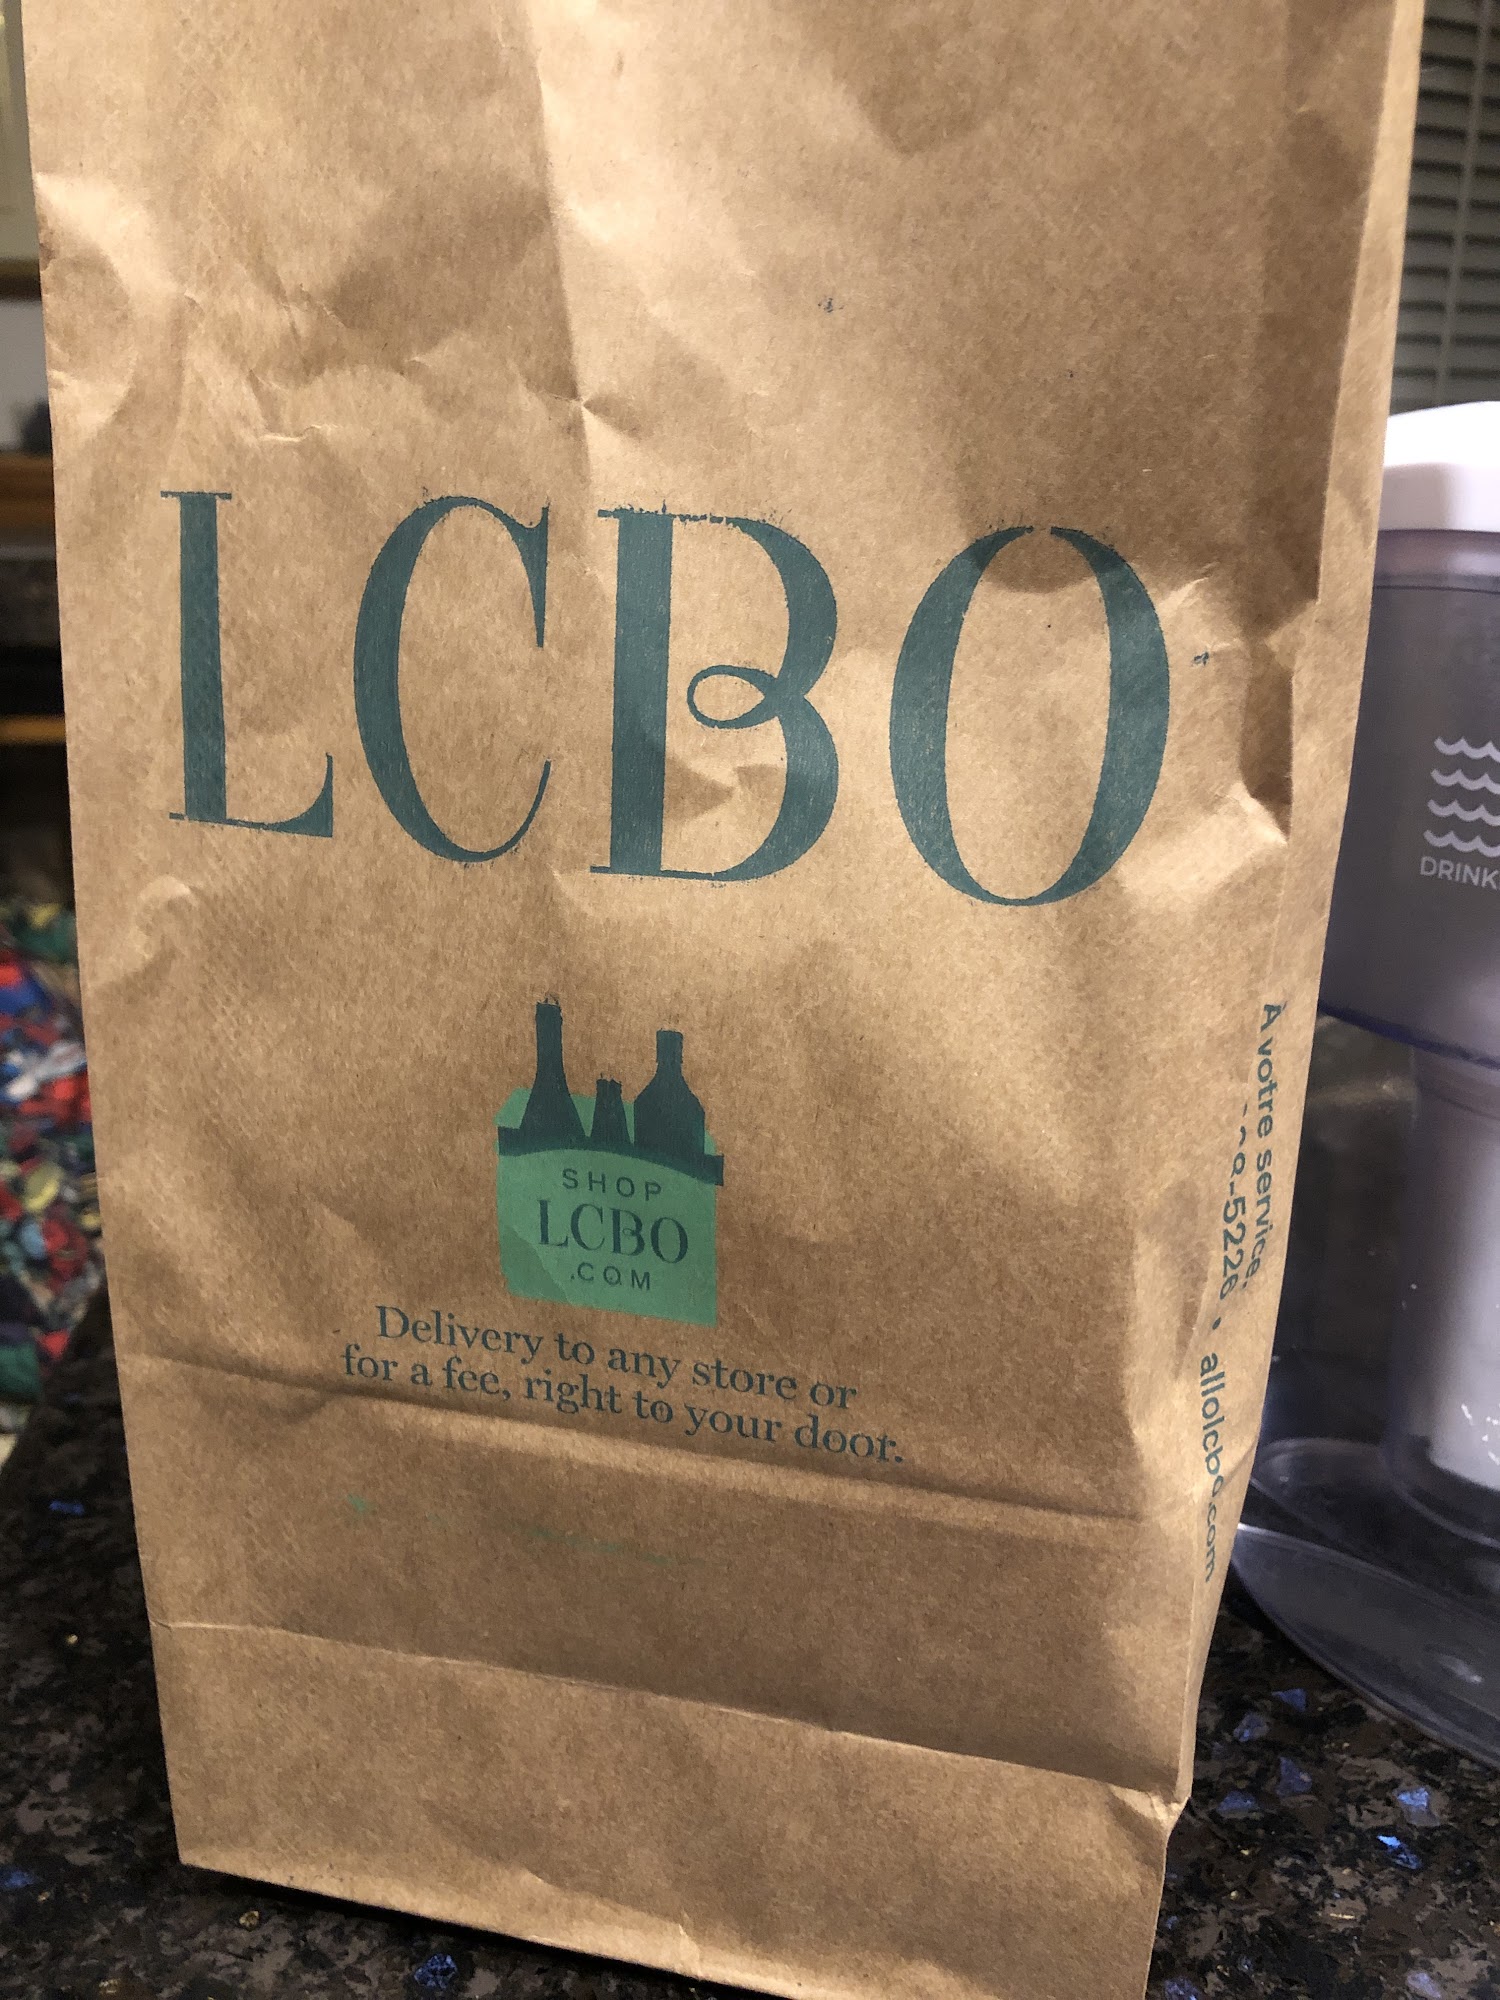 LCBO
SHOP
LCBO
.COM
Delivery to any store or
for a fee, right to your door.
À votre service.
-5226 • allolcbo.com
DRINK